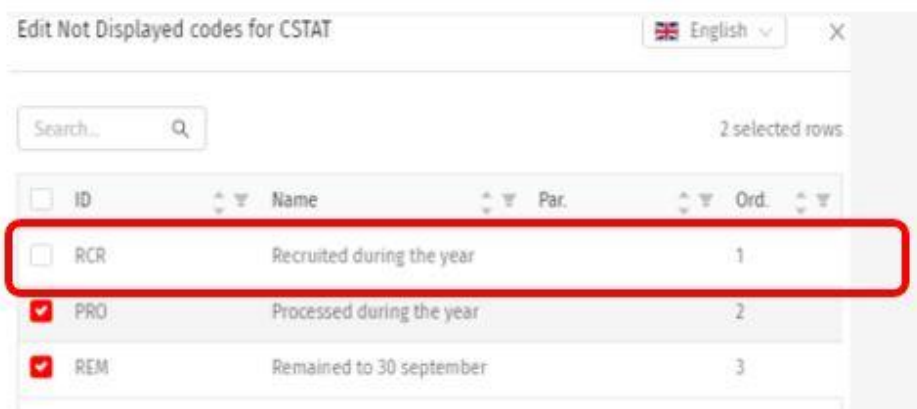 Edit Not Displayed codes for CSTAT English
Search... 2 selected rows
ID Name Par. Ord.
RCR Recruited during the year 1
PRO Processed during the year 2
REM Remained to 30 september 3